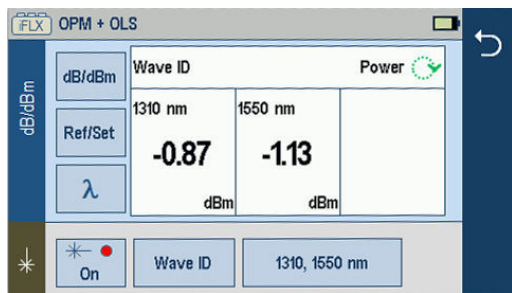 iFLX OPM + OLS
dB/dBm
dB/dBm
Ref/Set
λ
Wave ID Power
1310 nm 1550 nm
-0.87 -1.13
dBm dBm
On
Wave ID
1310, 1550 nm